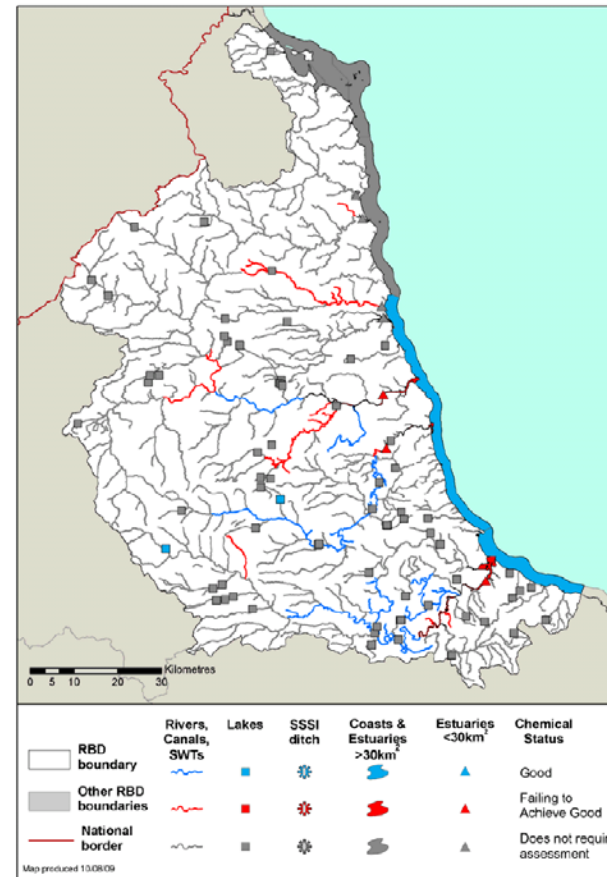 Kilometres
0 5 10 20 30
RBD boundary
Other RBD boundaries
National border
Rivers, Canals, SWTs
Lakes
SSSI ditch
Coasts & Estuaries >30km²
Estuaries <30km²
Chemical Status
Good
Failing to Achieve Good
Does not requir assessment
Map produced 10/08/09